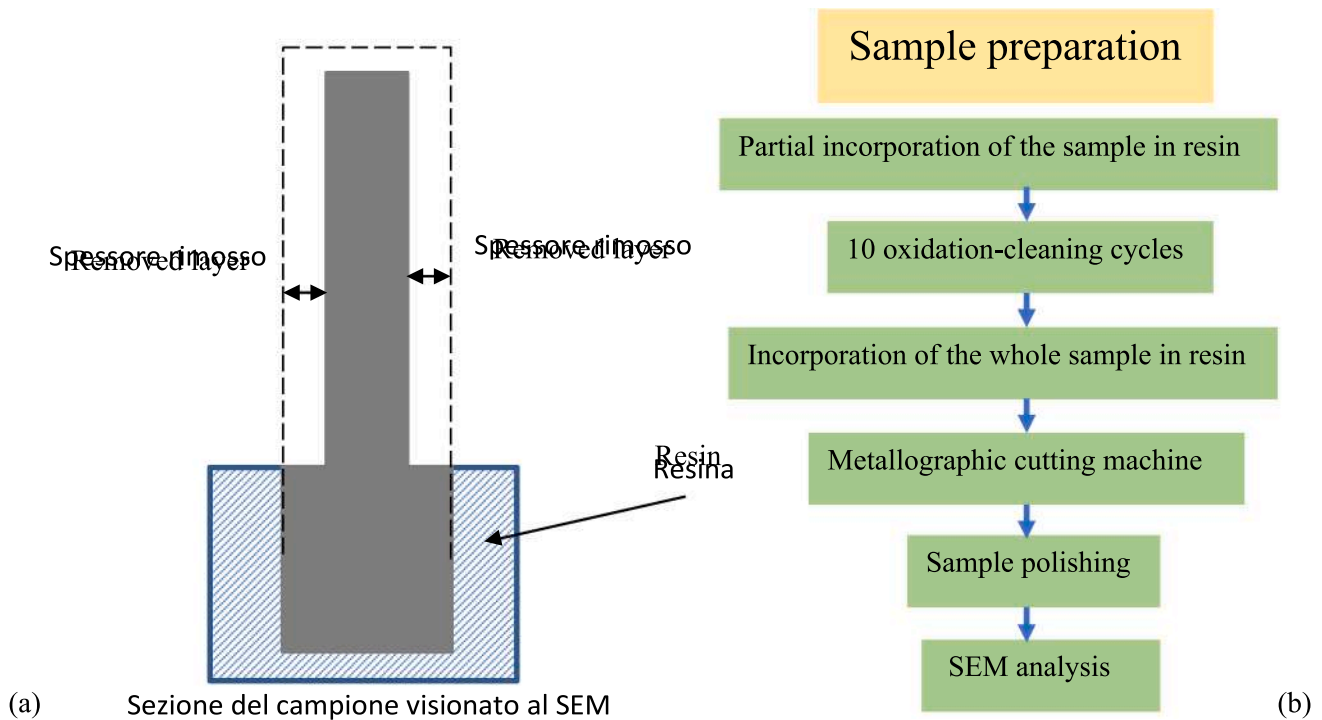 Spessore rimosso
Removed layer
Spessore rimosso
Removed layer
Resin
Resina
(a)
Sezione del campione visionato al SEM
Sample preparation
Partial incorporation of the sample in resin
10 oxidation-cleaning cycles
Incorporation of the whole sample in resin
Metallographic cutting machine
Sample polishing
SEM analysis
(b)